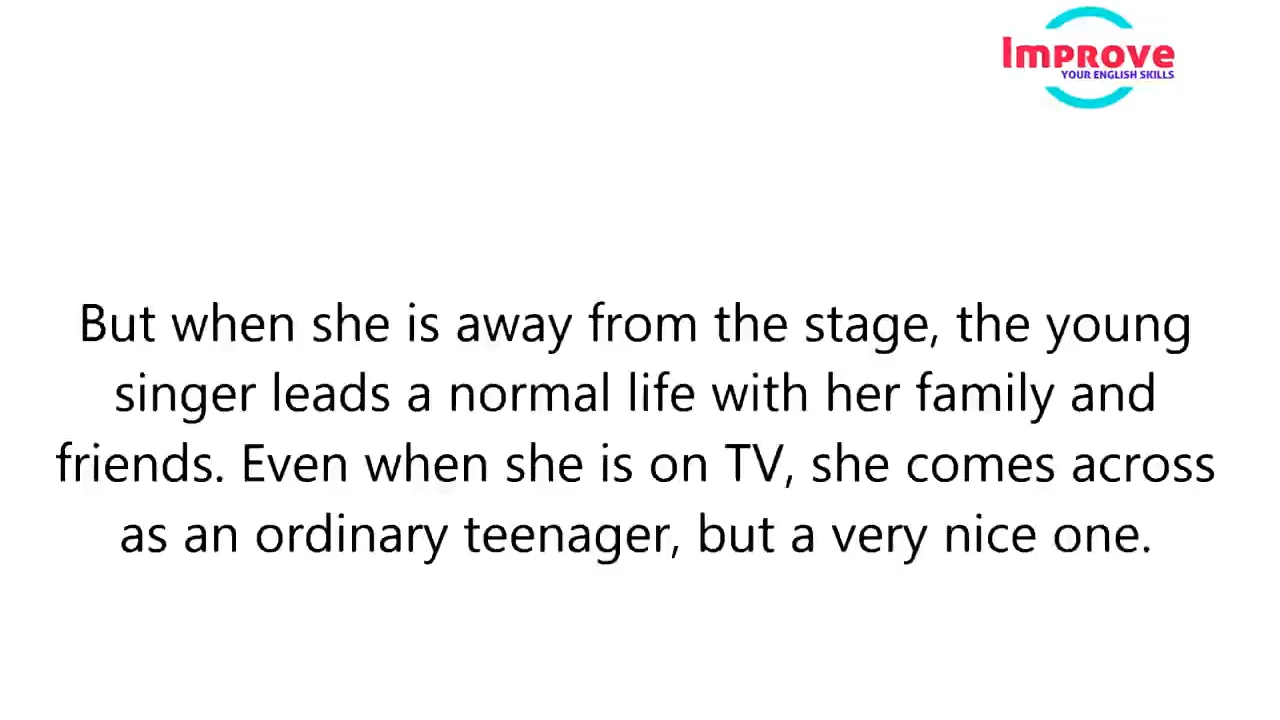 Improve
YOUR ENGLISH SKILLS
But when she is away from the stage, the young
singer leads a normal life with her family and
friends. Even when she is on TV, she comes across
as an ordinary teenager, but a very nice one.